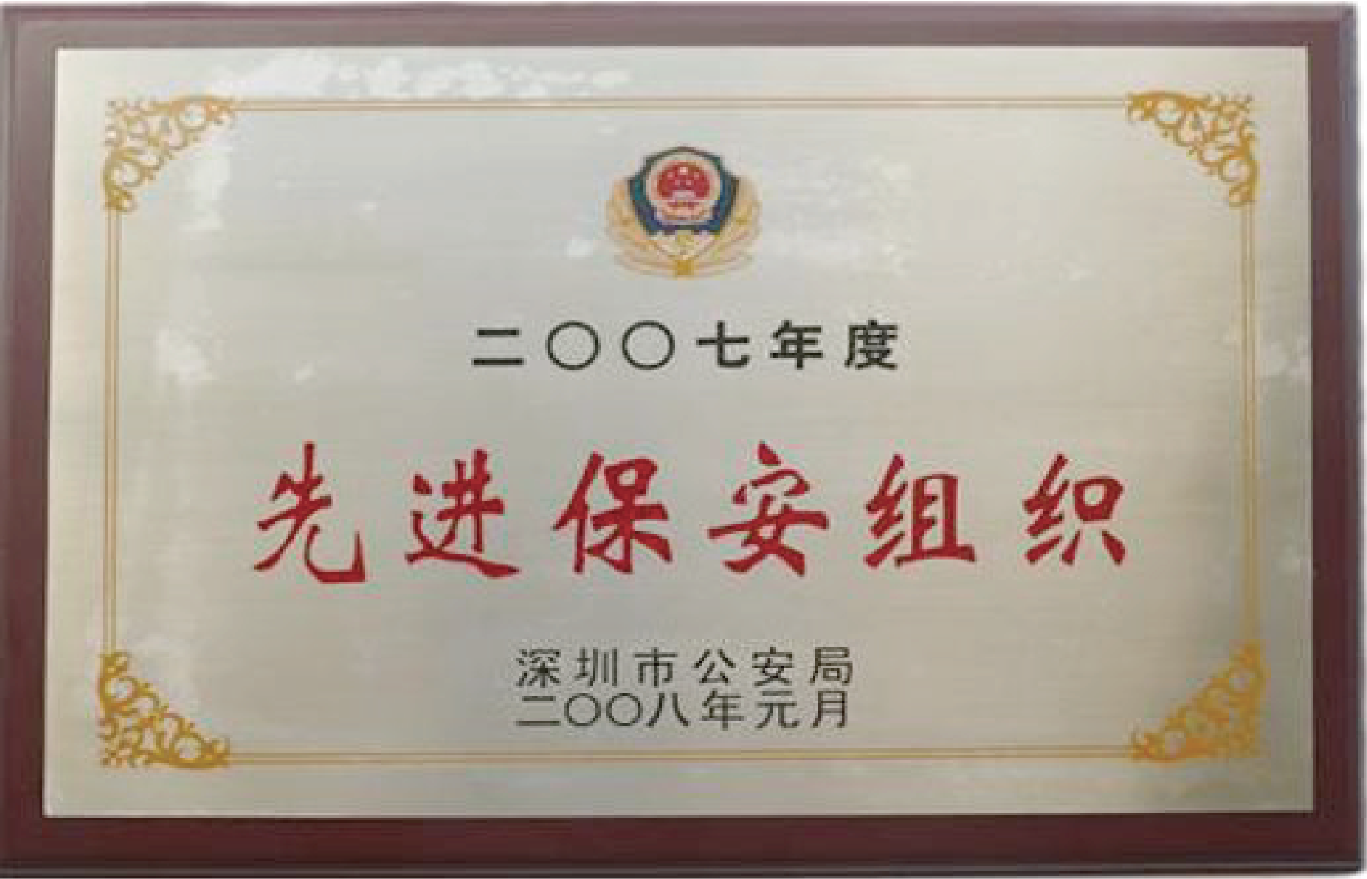 二〇〇七年度
先进保安组织
深圳市公安局
二〇〇八年元月